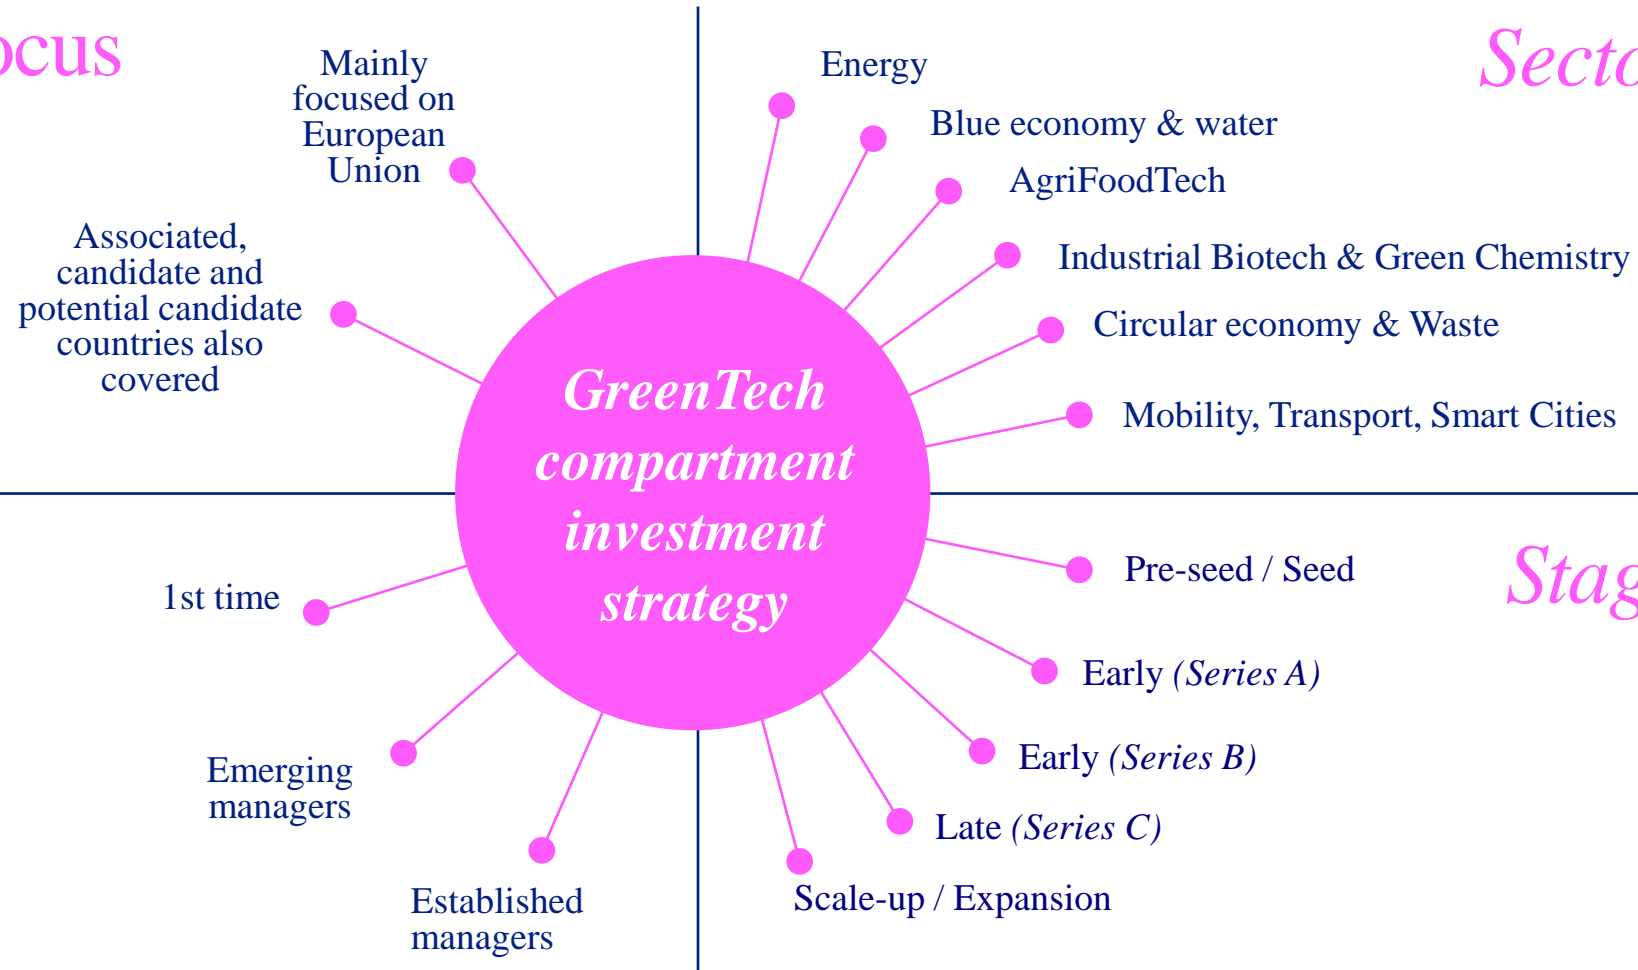 ocus
Mainly
focused on
European
Union
Associated,
candidate and
potential candidate
countries also
covered
Energy
Secto
Blue economy & water
AgriFoodTech
Industrial Biotech & Green Chemistry
Circular economy & Waste
Mobility, Transport, Smart Cities
GreenTech
compartment
investment
strategy
1st time
Emerging
managers
Established
managers
Pre-seed / Seed
Stag
Early (Series A)
Early (Series B)
Late (Series C)
Scale-up / Expansion